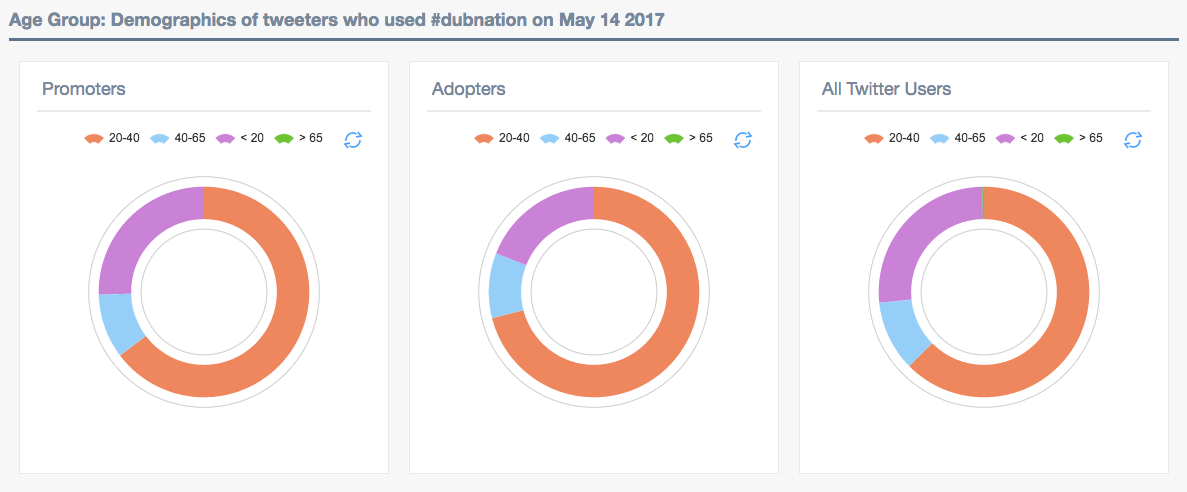 Age Group: Demographics of tweeters who used #dubnation on May 14 2017
Promoters
20-40 40-65 < 20 > 65
Adopters
20-40 40-65 < 20 > 65
All Twitter Users
20-40 40-65 < 20 > 65